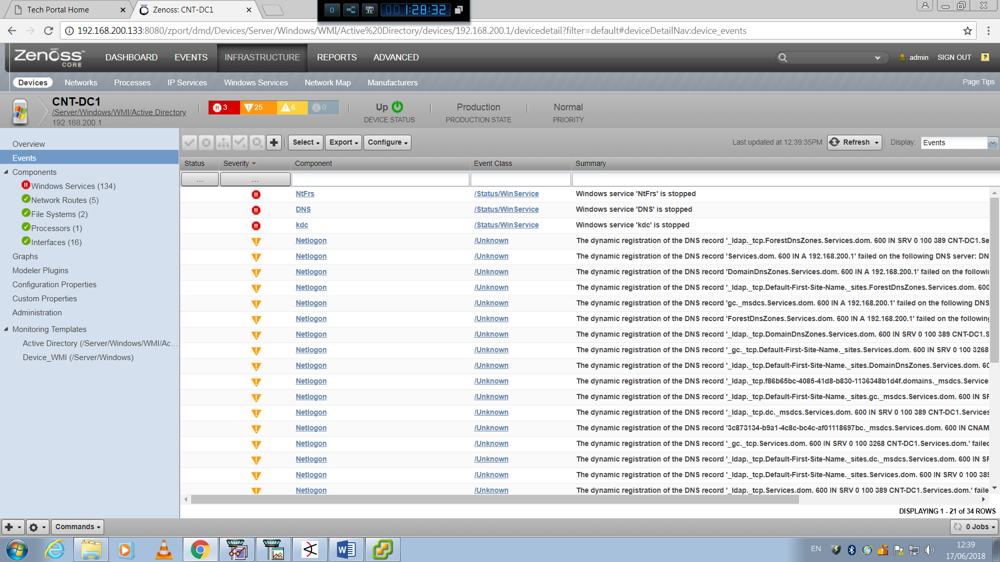 Tech Portal Home
Zenoss: CNT-DC1
0
1:28:32
192.168.200.133:8080/zport/dmd/Devices/Server/Windows/WMI/Active%20Directory/devices/192.168.200.1/devicedetail?filter=default#deviceDetailNav:device_events
Zenoss CORE
DASHBOARD EVENTS INFRASTRUCTURE REPORTS ADVANCED
admin SIGN OUT ?
Devices Networks Processes IP Services Windows Services Network Map Manufacturers
Page Tips
CNT-DC1
/Server/Windows/WMI/Active Directory
192.168.200.1
3 25 6 0
Up
DEVICE STATUS
Production
PRODUCTION STATE
Normal
PRIORITY
Overview
Events
Components
Windows Services (134)
Network Routes (5)
File Systems (2)
Processors (1)
Interfaces (16)
Graphs
Modeler Plugins
Configuration Properties
Custom Properties
Administration
Monitoring Templates
Active Directory (/Server/Windows/WMI/Ac...
Device_WMI (/Server/Windows)
Select Export Configure
Last updated at 12:39:35PM Refresh Display: Events
Status Severity Component Event Class Summary
... ...
NtFrs /Status/WinService Windows service 'NtFrs' is stopped
DNS /Status/WinService Windows service 'DNS' is stopped
kdc /Status/WinService Windows service 'kdc' is stopped
Netlogon /Unknown The dynamic registration of the DNS record '_ldap._tcp.ForestDnsZones.Services.dom. 600 IN SRV 0 100 389 CNT-DC1.Se
Netlogon /Unknown The dynamic registration of the DNS record 'Services.dom. 600 IN A 192.168.200.1' failed on the following DNS server: DN
Netlogon /Unknown The dynamic registration of the DNS record 'DomainDnsZones.Services.dom. 600 IN A 192.168.200.1' failed on the followi
Netlogon /Unknown The dynamic registration of the DNS record '_ldap._tcp.Default-First-Site-Name._sites.ForestDnsZones.Services.dom. 600
Netlogon /Unknown The dynamic registration of the DNS record 'gc._msdcs.Services.dom. 600 IN A 192.168.200.1' failed on the following DNS
Netlogon /Unknown The dynamic registration of the DNS record 'ForestDnsZones.Services.dom. 600 IN A 192.168.200.1' failed on the following
Netlogon /Unknown The dynamic registration of the DNS record '_ldap._tcp.DomainDnsZones.Services.dom. 600 IN SRV 0 100 389 CNT-DC1.S
Netlogon /Unknown The dynamic registration of the DNS record '_gc._tcp.Default-First-Site-Name._sites.Services.dom. 600 IN SRV 0 100 3268
Netlogon /Unknown The dynamic registration of the DNS record '_ldap._tcp.Default-First-Site-Name._sites.DomainDnsZones.Services.dom. 60
Netlogon /Unknown The dynamic registration of the DNS record '_ldap._tcp.f86b65bc-4085-41d8-b830-1136348b1d4f.domains._msdcs.Service
Netlogon /Unknown The dynamic registration of the DNS record '_ldap._tcp.Default-First-Site-Name._sites.gc._msdcs.Services.dom. 600 IN SF
Netlogon /Unknown The dynamic registration of the DNS record '_ldap._tcp.dc._msdcs.Services.dom. 600 IN SRV 0 100 389 CNT-DC1.Services
Netlogon /Unknown The dynamic registration of the DNS record '3c873134-b9a1-4c8c-bc4c-af01118697bc._msdcs.Services.dom. 600 IN CNAM
Netlogon /Unknown The dynamic registration of the DNS record '_gc._tcp.Services.dom. 600 IN SRV 0 100 3268 CNT-DC1.Services.dom.' failed
Netlogon /Unknown The dynamic registration of the DNS record '_ldap._tcp.Default-First-Site-Name._sites.dc._msdcs.Services.dom. 600 IN SF
Netlogon /Unknown The dynamic registration of the DNS record '_ldap._tcp.Default-First-Site-Name._sites.Services.dom. 600 IN SRV 0 100 389
Netlogon /Unknown The dynamic registration of the DNS record '_ldap._tcp.Services.dom. 600 IN SRV 0 100 389 CNT-DC1.Services.dom.' faile
DISPLAYING 1 - 21 of 34 ROWS
Commands
0 Jobs
EN
12:39
17/06/2018